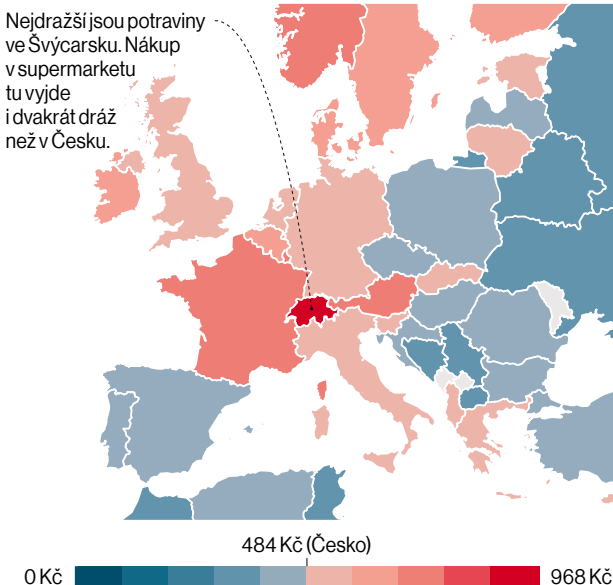 Nejdražší jsou potraviny
ve Švýcarsku. Nákup
v supermarketu
tu vyjde
i dvakrát dráž
než v Česku.
484 Kč (Česko)
0 Kč
968 Kč